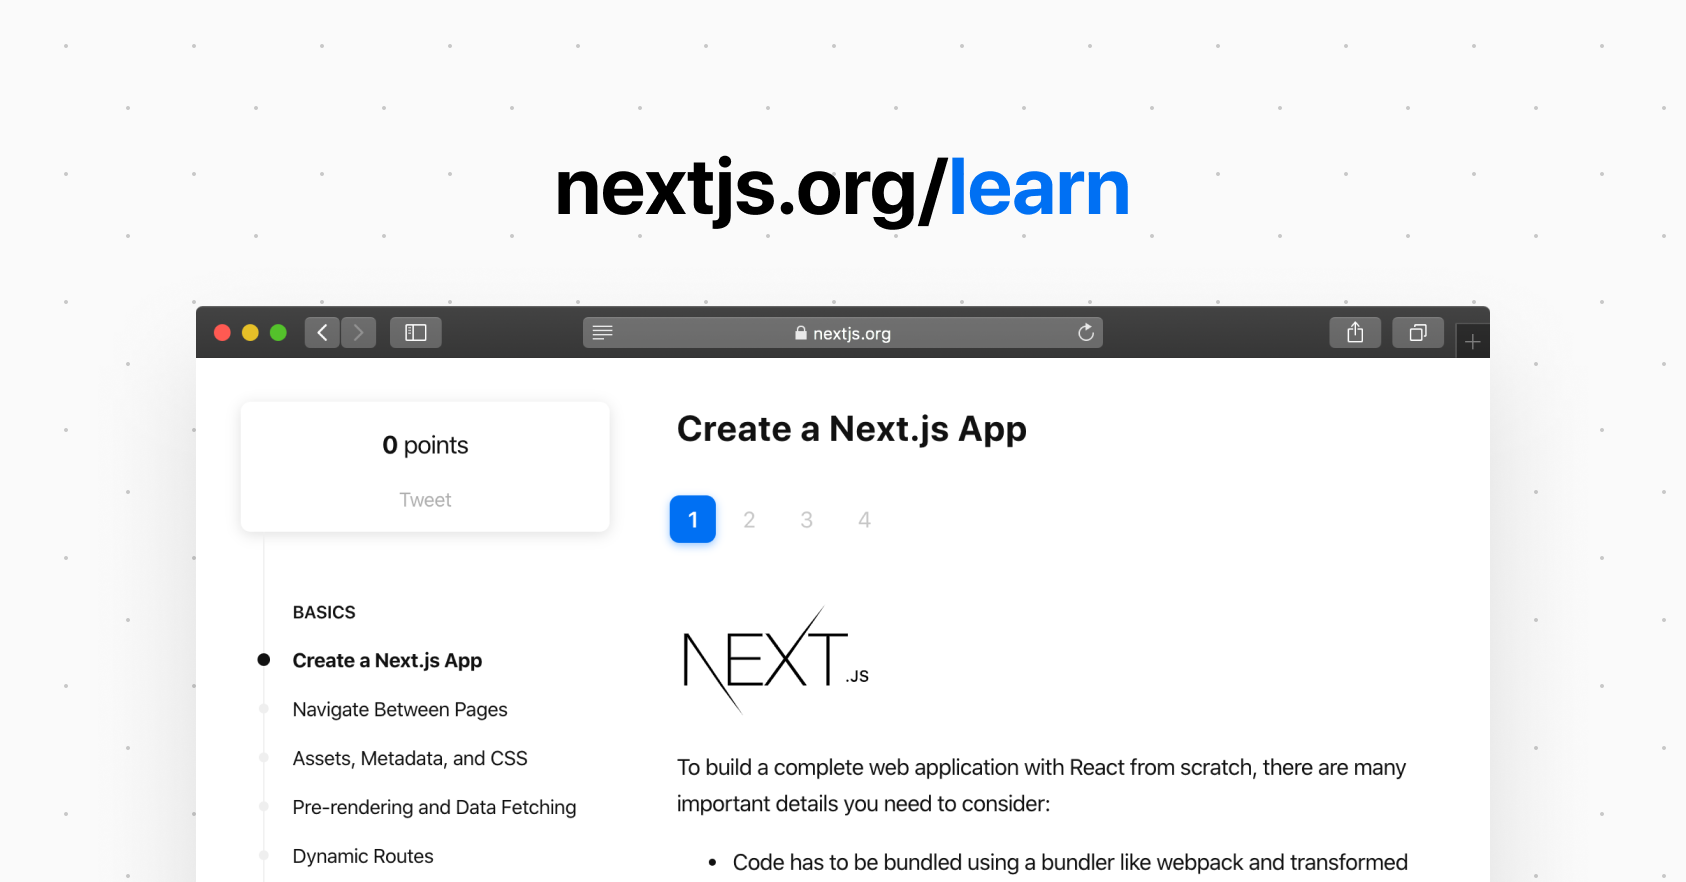 nextjs.org/learn
nextjs.org
0 points
Tweet
BASICS
Create a Next.js App
Navigate Between Pages
Assets, Metadata, and CSS
Pre-rendering and Data Fetching
Dynamic Routes
Create a Next.js App
1 2 3 4
NEXT.JS
To build a complete web application with React from scratch, there are many
important details you need to consider:
• Code has to be bundled using a bundler like webpack and transformed